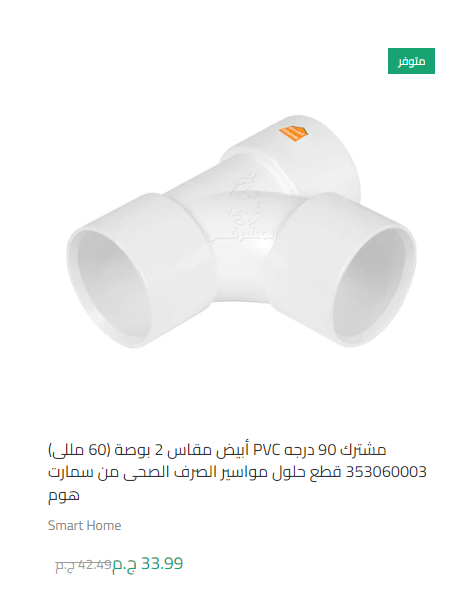 متوفر
المشرفى
مشترك 90 درجه PVC أبيض مقاس 2 بوصة (60 مللى)
353060003 قطع حلول مواسير الصرف الصحى من سمارت
هوم
Smart Home
33.99 ج.م 42.49 ج.م